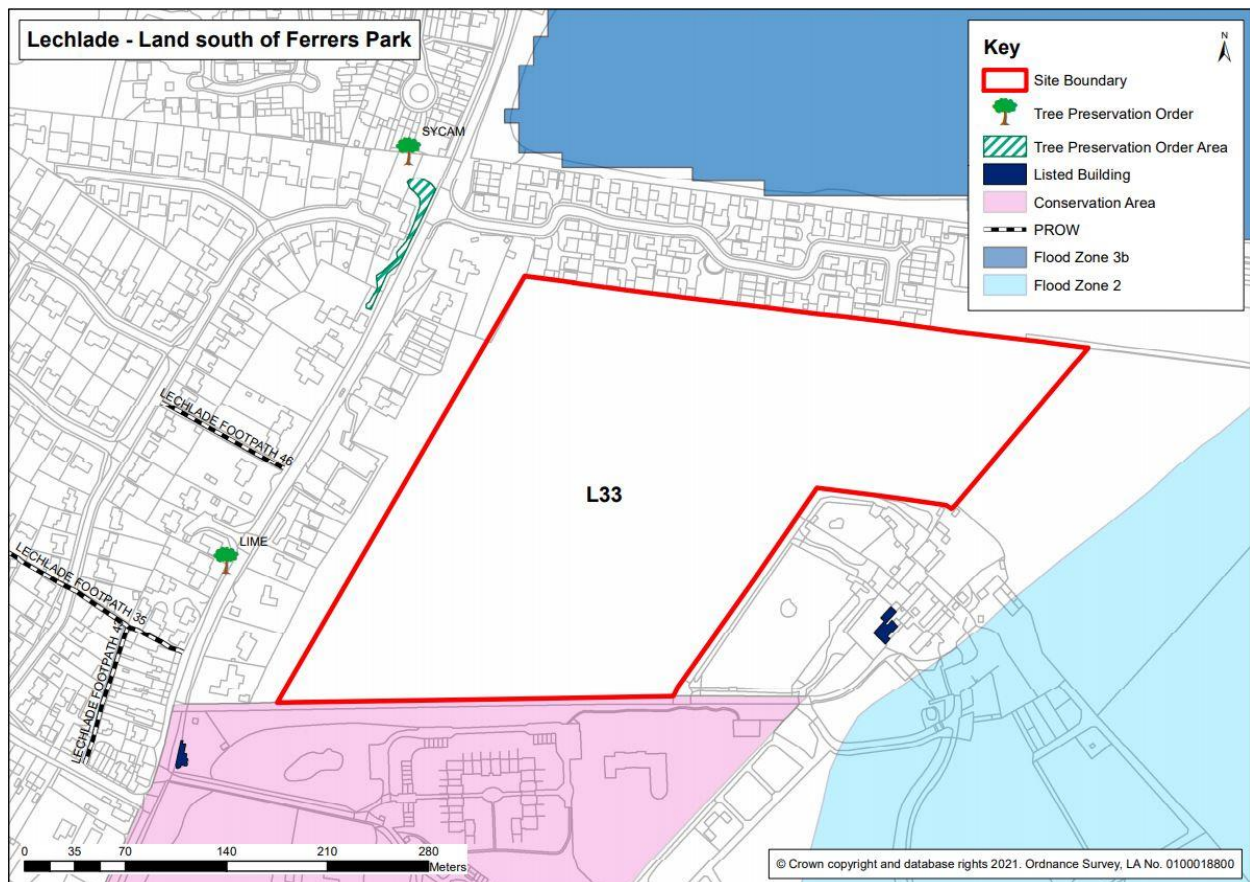 Lechlade - Land south of Ferrers Park
Key
N
Site Boundary
Tree Preservation Order
Tree Preservation Order Area
Listed Building
Conservation Area
PROW
Flood Zone 3b
Flood Zone 2
SYCAM
LECHLADE FOOTPATH 46
L33
LIME
LECHLADE FOOTPATH 35
LECHLADE FOOTPATH
0 35 70 140 210 280
Meters
© Crown copyright and database rights 2021. Ordnance Survey, LA No. 0100018800